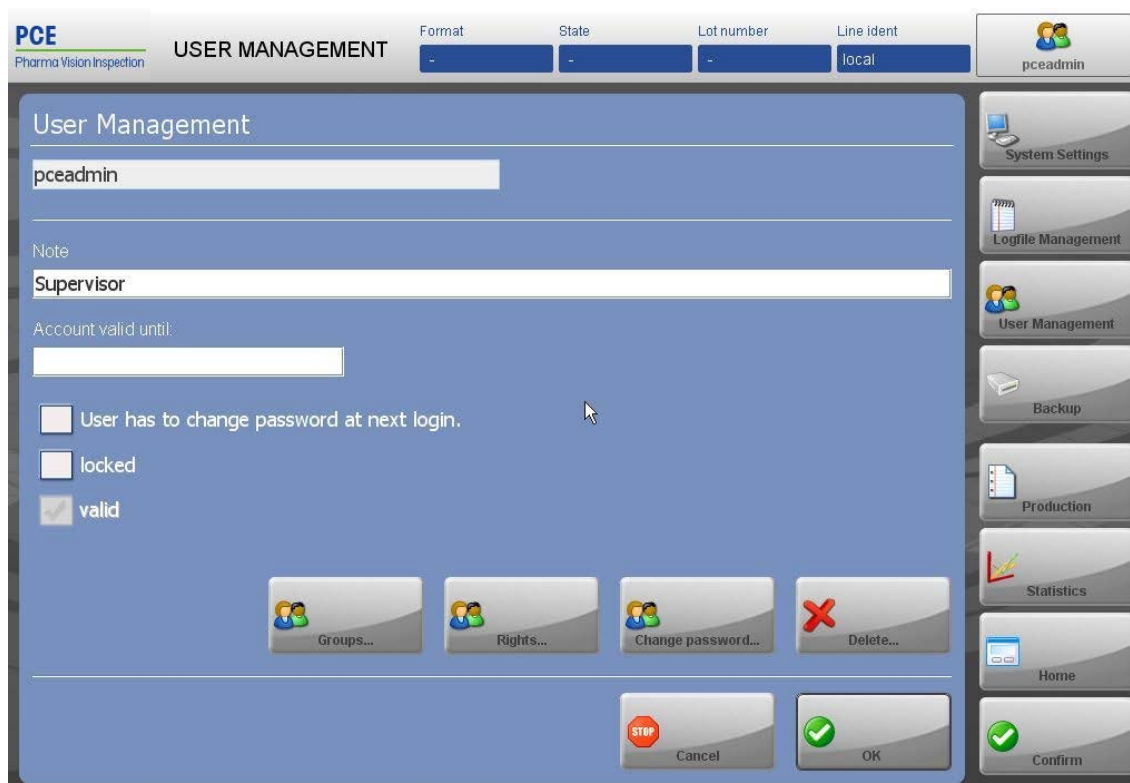 PCE
Pharma Vision Inspection
USER MANAGEMENT
Format
State
Lot number
Line ident
-
-
-
local
pceadmin
User Management
pceadmin
Note
Supervisor
Account valid until:
User has to change password at next login.
locked
valid
Groups...
Rights...
Change password...
Delete...
STOP
Cancel
OK
System Settings
Logfile Management
User Management
Backup
Production
Statistics
Home
Confirm